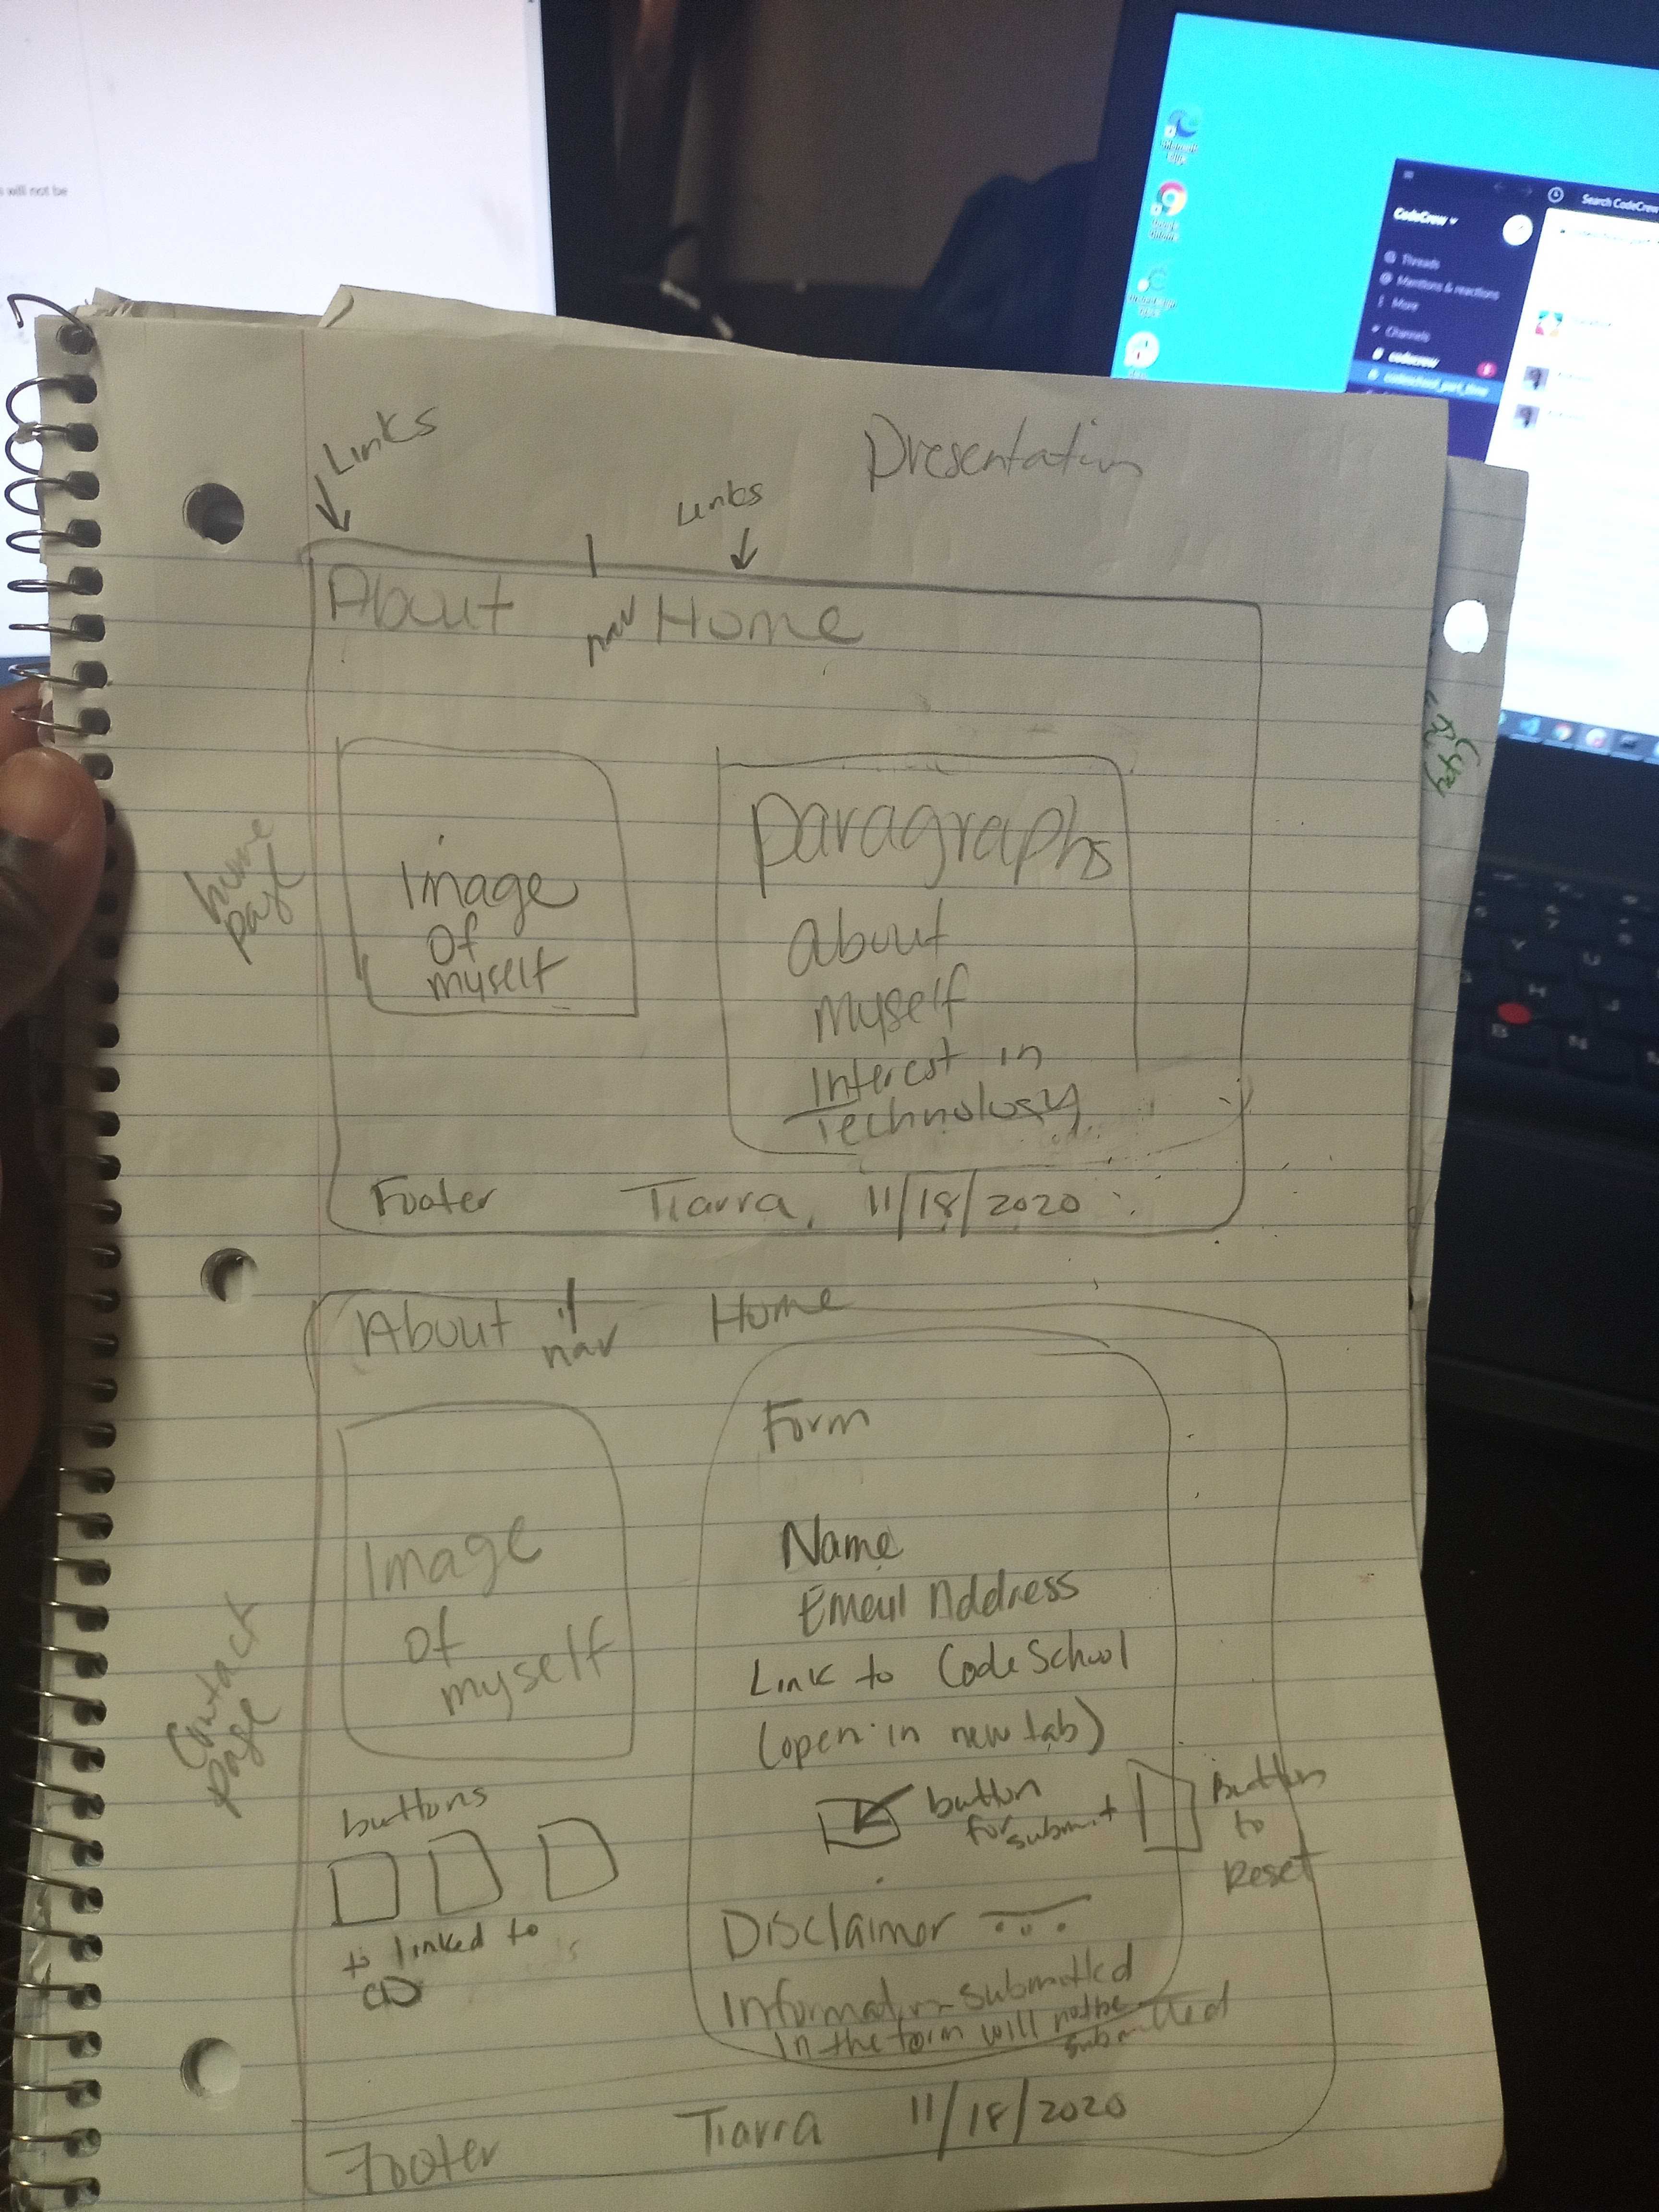 s will not be
CodeCrew
Search CodeCrew
Threads
Mentions & reactions
More
Channels
codecrew
codeschool_part_time
Links
Presentation
Links
About nav Home
home
page
Image
Of
myself
paragraphs
about
myself
Interest in
Technology
Footer Tiarra, 11/18/2020
About nav Home
Contact
page
Image
of
myself
Form
Name
Email Address
Link to CodeSchool
(open in new tab)
button
for submit
Button
to
Reset
buttons
to linked to
Disclaimer
Information submitted
In the form will not be
submitted
Footer Tiarra 11/18/2020